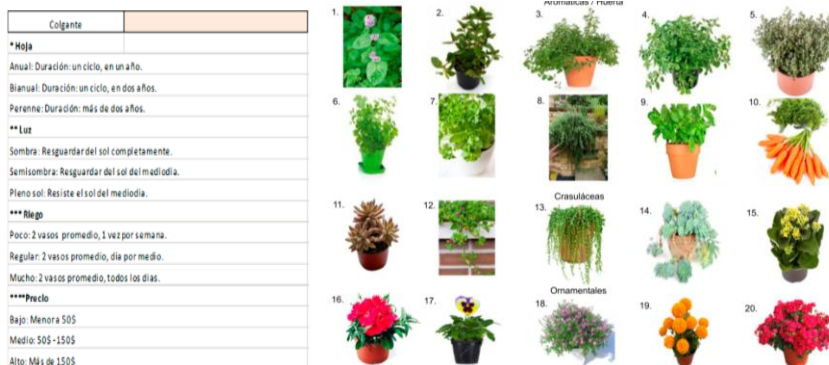 Colgante
* Hoja
Anual: Duración: un ciclo, en un año.
Bianual: Duración: un ciclo, en dos años.
Perenne: Duración: más de dos años.
** Luz
Sombra: Resguardar del sol completamente.
Semisombra: Resguardar del sol del mediodia.
Pleno sol: Resiste el sol del mediodia.
*** Riego
Poco: 2 vasos promedio, 1 vez por semana.
Regular: 2 vasos promedio, dia por medio.
Mucho: 2 vasos promedio, todos los dias.
****Precio
Bajo: Menor a 50$
Medio: 50$ -150$
Alto: Más de 150$
Aromáticas / Huerta
1. 2. 3. 4. 5.
6. 7. 8. 9. 10.
Crasuláceas
11. 12. 13. 14. 15.
Ornamentales
16. 17. 18. 19. 20.